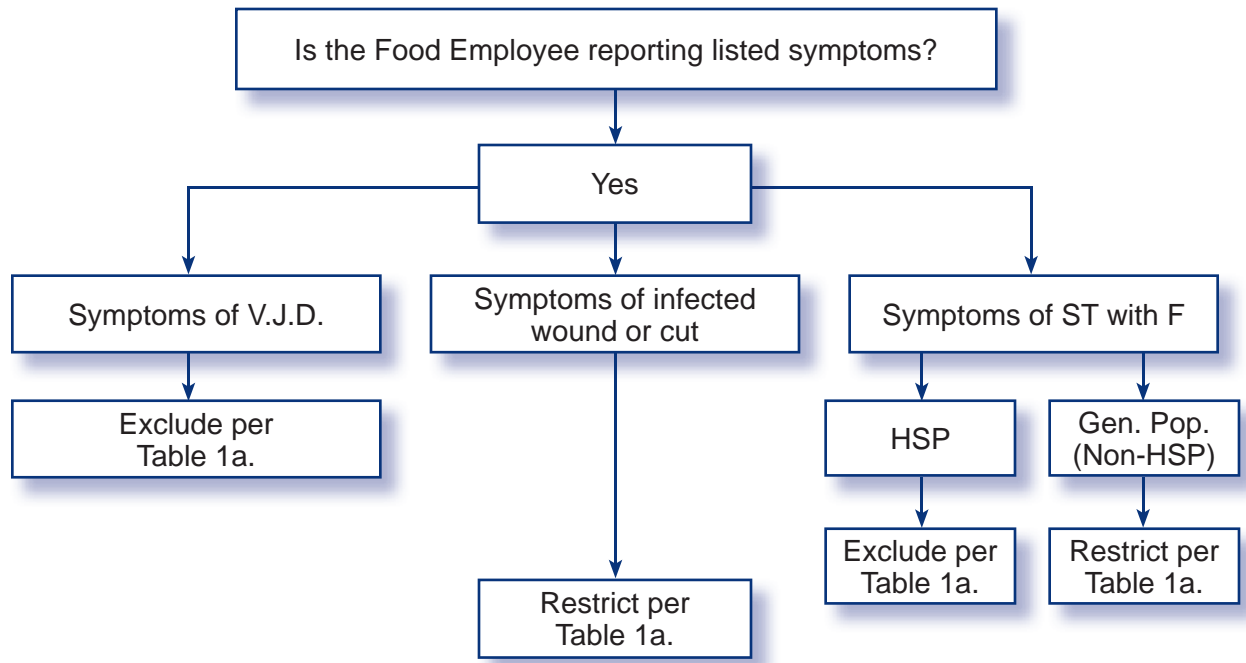 Is the Food Employee reporting listed symptoms?
Yes
Symptoms of V.J.D.
Symptoms of infected
wound or cut
Symptoms of ST with F
Exclude per
Table 1a.
HSP
Gen. Pop.
(Non-HSP)
Restrict per
Table 1a.
Exclude per
Table 1a.
Restrict per
Table 1a.